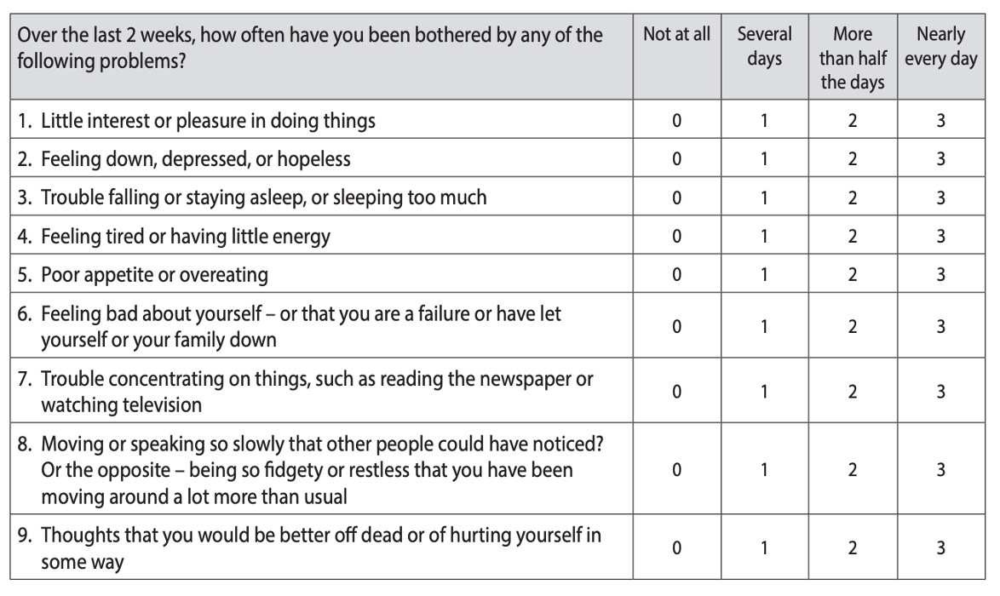 Over the last 2 weeks, how often have you been bothered by any of the
following problems?
Not at all
Several
days
More
than half
the days
Nearly
every day
1. Little interest or pleasure in doing things 0 1 2 3
2. Feeling down, depressed, or hopeless 0 1 2 3
3. Trouble falling or staying asleep, or sleeping too much 0 1 2 3
4. Feeling tired or having little energy 0 1 2 3
5. Poor appetite or overeating 0 1 2 3
6. Feeling bad about yourself – or that you are a failure or have let
yourself or your family down 0 1 2 3
7. Trouble concentrating on things, such as reading the newspaper or
watching television 0 1 2 3
8. Moving or speaking so slowly that other people could have noticed?
Or the opposite – being so fidgety or restless that you have been
moving around a lot more than usual 0 1 2 3
9. Thoughts that you would be better off dead or of hurting yourself in
some way 0 1 2 3